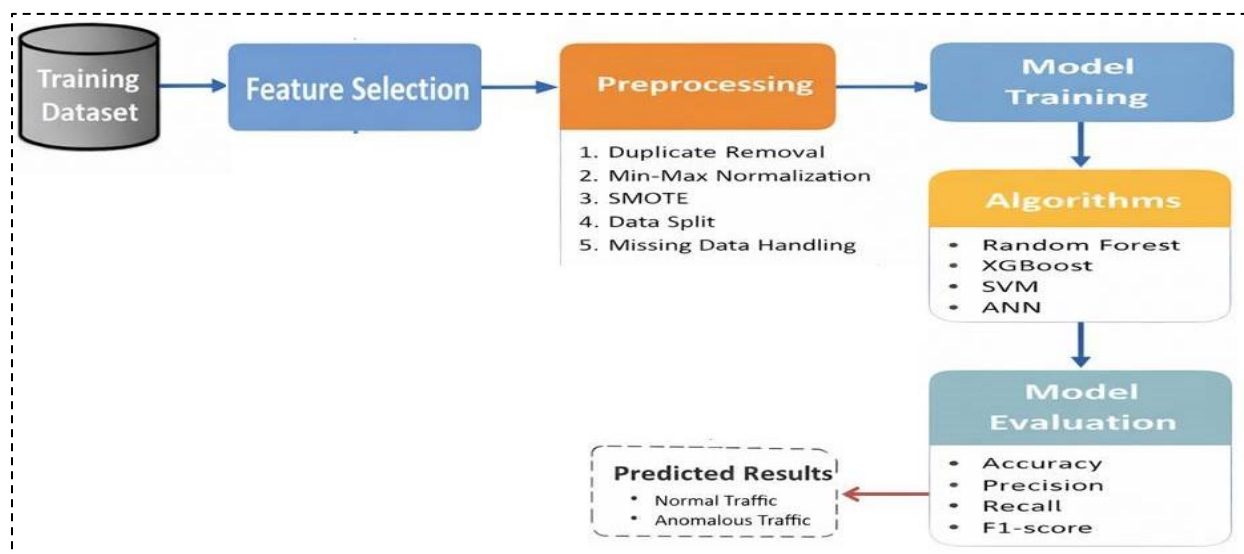 Training
Dataset
Feature Selection
Preprocessing
1. Duplicate Removal
2. Min-Max Normalization
3. SMOTE
4. Data Split
5. Missing Data Handling
Model
Training
Algorithms
• Random Forest
• XGBoost
• SVM
• ANN
Model
Evaluation
• Accuracy
• Precision
• Recall
• F1-score
Predicted Results
• Normal Traffic
• Anomalous Traffic